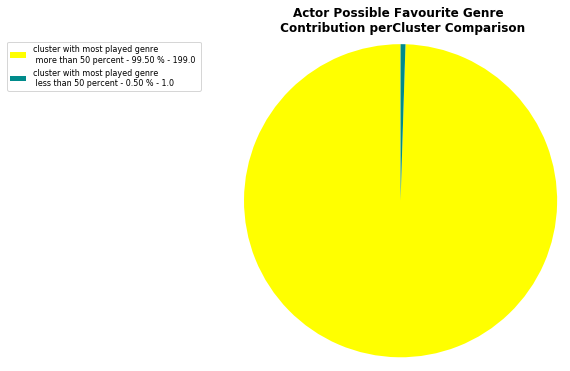 Actor Possible Favourite Genre
Contribution perCluster Comparison
cluster with most played genre
more than 50 percent - 99.50 % - 199.0
cluster with most played genre
less than 50 percent - 0.50 % - 1.0